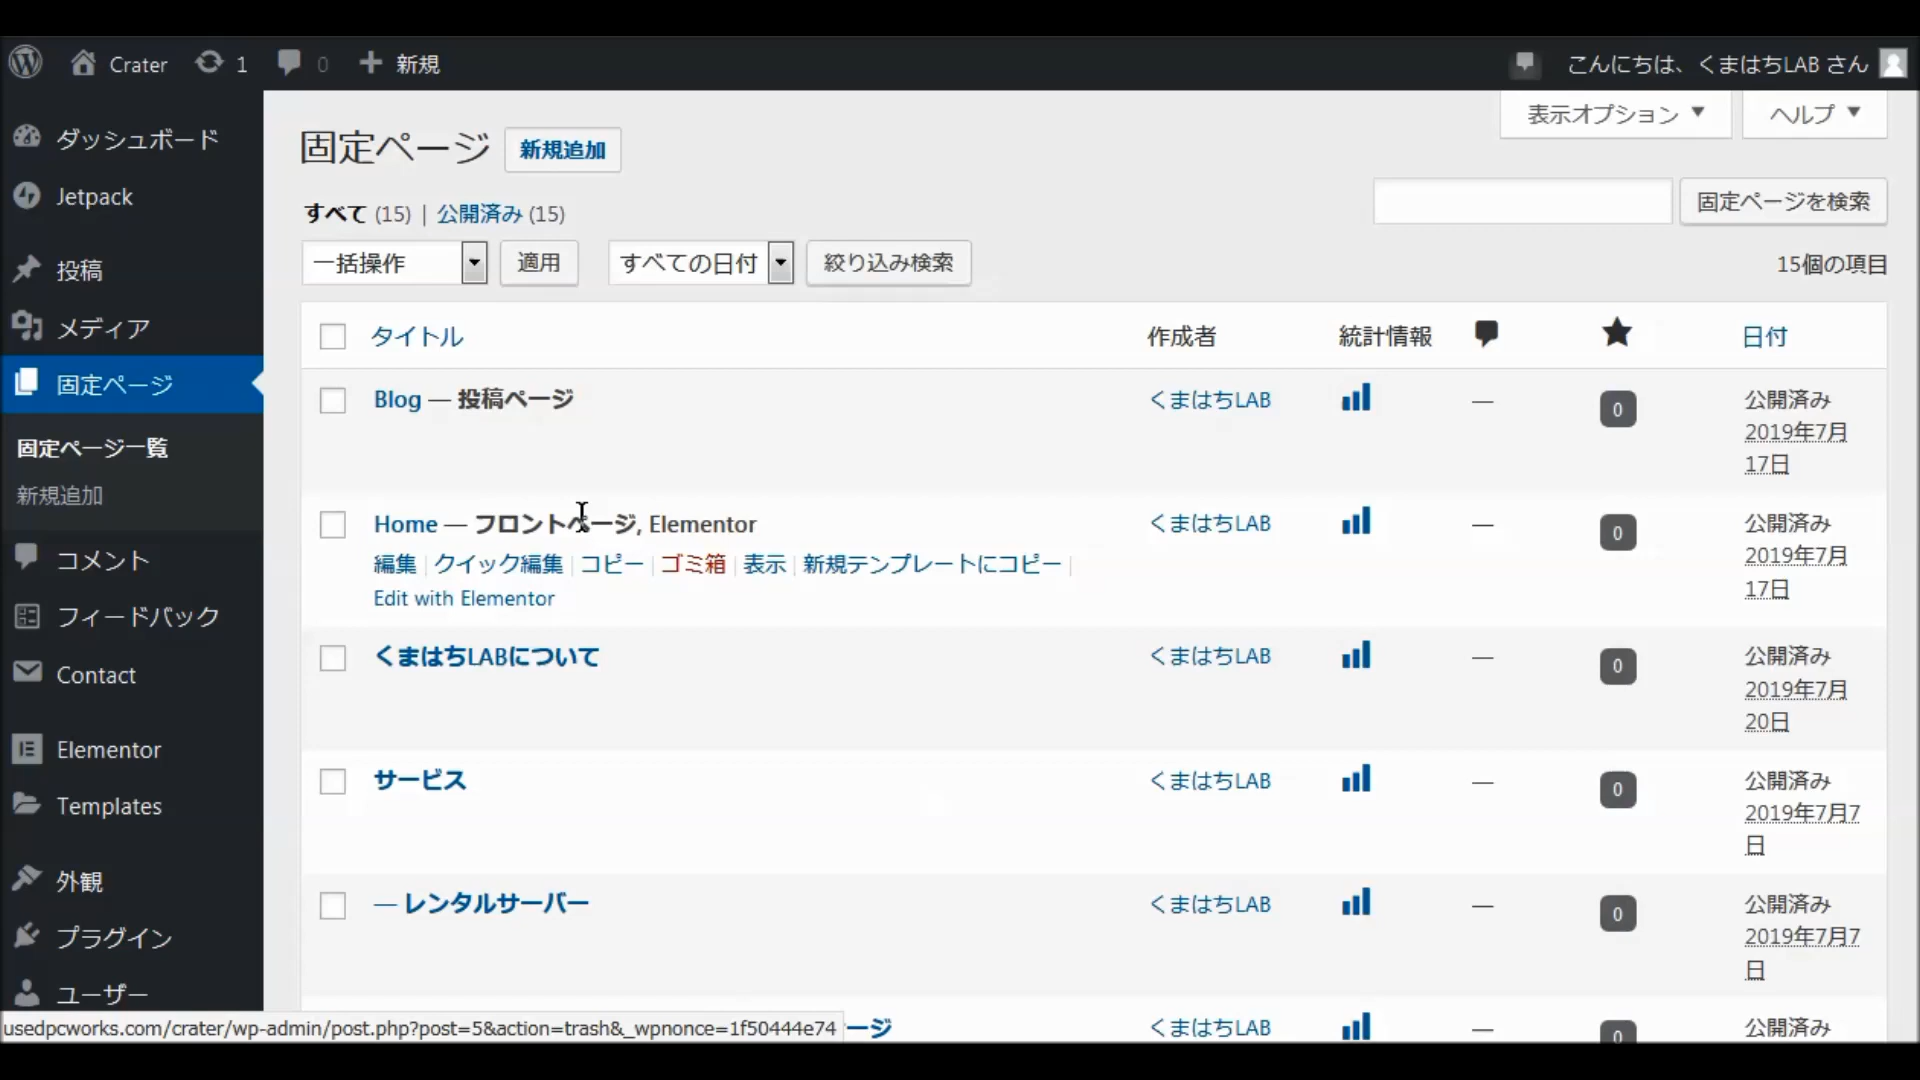 Crater 1 0 新規 こんにちは、くまはちLAB さん
表示オプション ヘルプ
ダッシュボード
Jetpack
投稿
メディア
固定ページ
固定ページ一覧
新規追加
コメント
フィードバック
Contact
Elementor
Templates
外観
プラグイン
ユーザー
固定ページ 新規追加
すべて (15) | 公開済み (15)
固定ページを検索
一括操作 適用 すべての日付 絞り込み検索 15個の項目
タイトル 作成者 統計情報 日付
Blog — 投稿ページ くまはちLAB — 0 公開済み
2019年7月
17日
Home — フロントページ, Elementor くまはちLAB — 0 公開済み
2019年7月
17日
編集 | クイック編集 | コピー | ゴミ箱 | 表示 | 新規テンプレートにコピー |
Edit with Elementor
くまはちLABについて くまはちLAB — 0 公開済み
2019年7月
20日
サービス くまはちLAB — 0 公開済み
2019年7月7
日
— レンタルサーバー くまはちLAB — 0 公開済み
2019年7月7
日
ージ くまはちLAB — 0 公開済み
usedpcworks.com/crater/wp-admin/post.php?post=5&action=trash&_wpnonce=1f50444e74